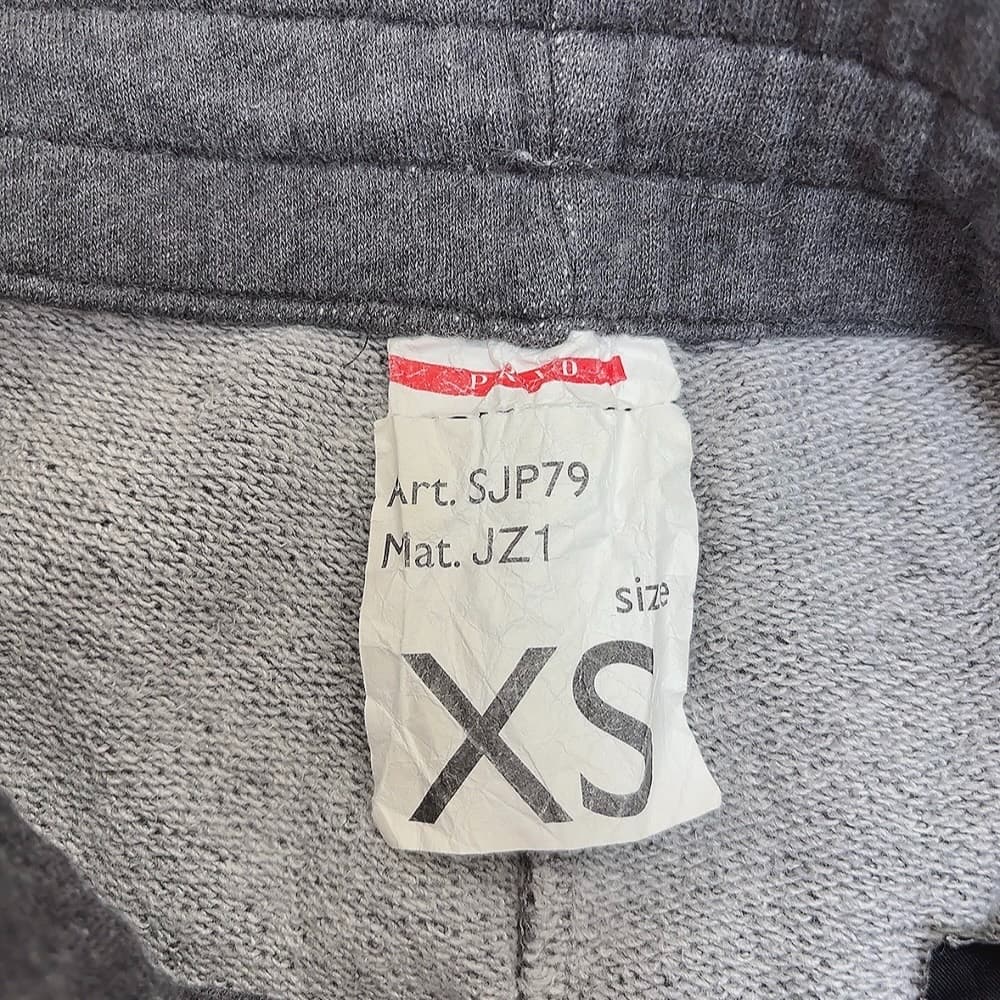 Art. SJP79
Mat. JZ1
size
XS